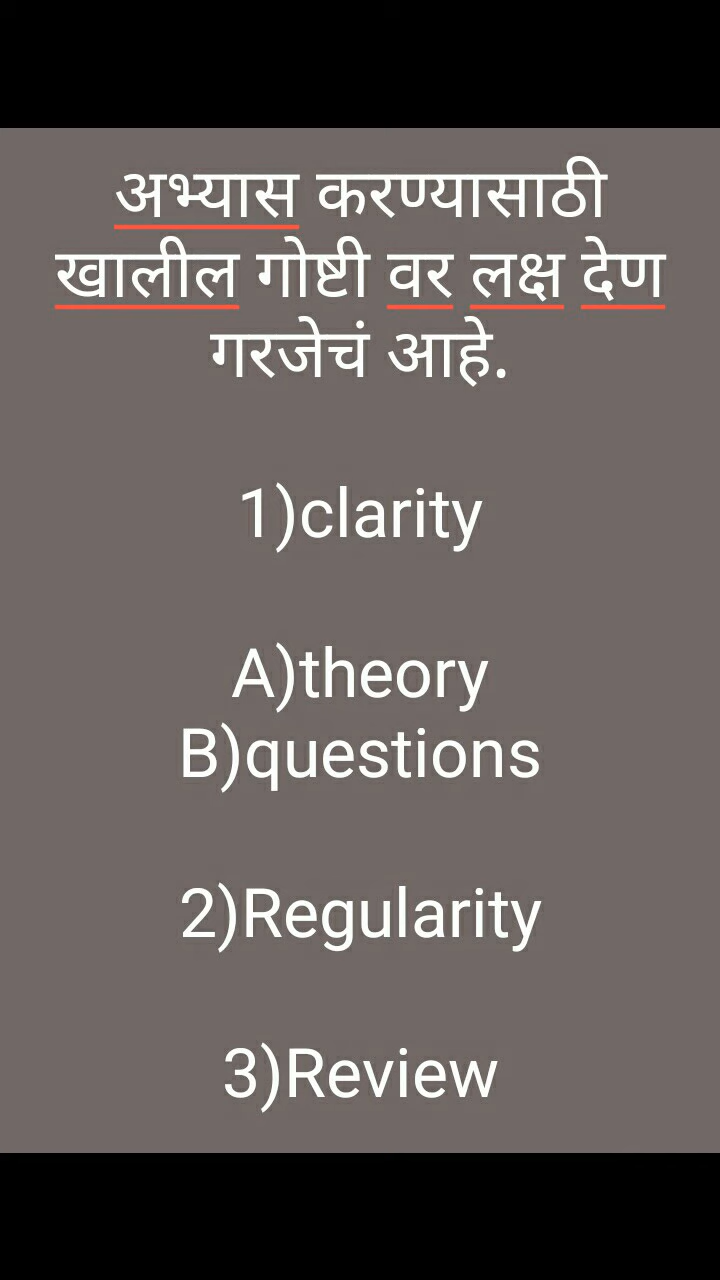 अभ्यास करण्यासाठी
खालील गोष्टी वर लक्ष देण
गरजेचं आहे.
1)clarity
A)theory
B)questions
2)Regularity
3)Review